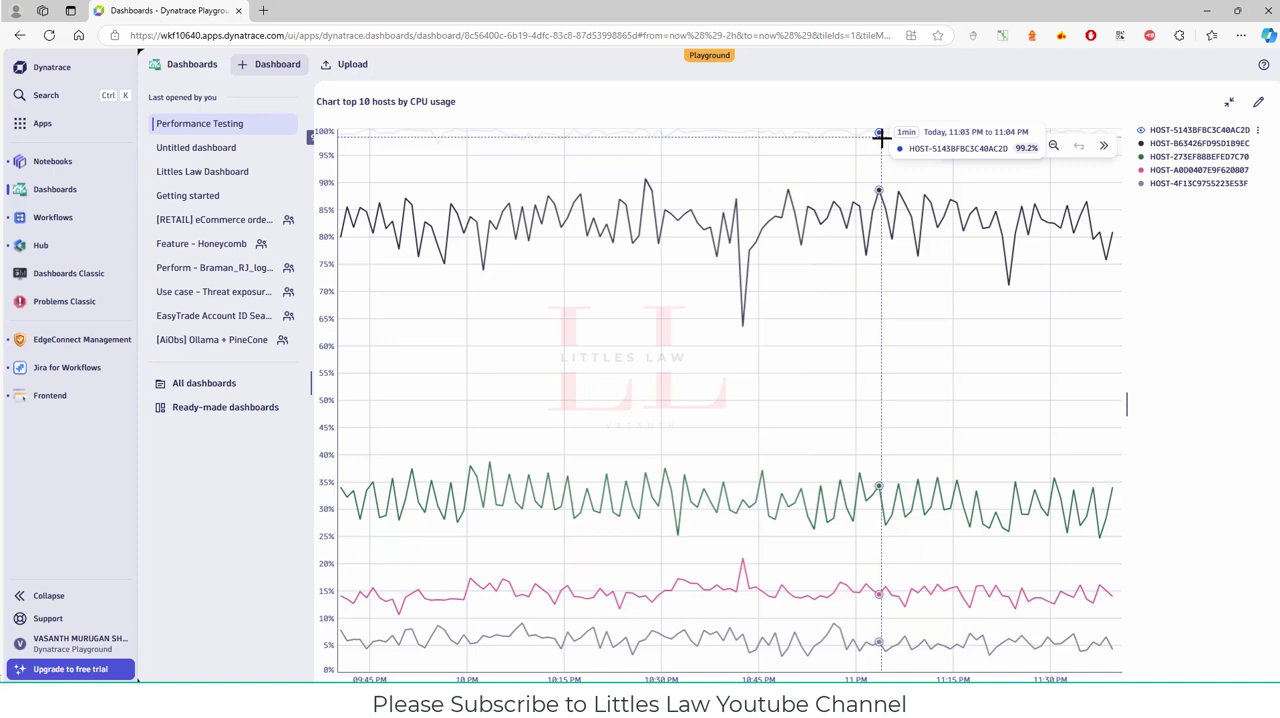 Dashboards - Dynatrace Playgrou
https://wkf10640.apps.dynatrace.com/ui/apps/dynatrace.dashboards/dashboard/8c56400c-6b19-4dfc-8386-87d53998865d#from=now%28%29-2h&to=now%28%29&tileIds=1&tileM...
Playground
Dynatrace
Search
Ctrl
K
Apps
Notebooks
Dashboards
Workflows
Hub
Dashboards Classic
Problems Classic
EdgeConnect Management
Jira for Workflows
Frontend
Collapse
Support
V
VASANTH MURUGAN SH...
Dynatrace Playground
Upgrade to free trial
Dashboards
Dashboard
Upload
Last opened by you
Performance Testing
Untitled dashboard
Littles Law Dashboard
Getting started
[RETAIL] eCommerce orde...
Feature - Honeycomb
Perform - Braman_RJ_log...
Use case - Threat exposur...
EasyTrade Account ID Sea...
[AiObs] Ollama + PineCone
All dashboards
Ready-made dashboards
Chart top 10 hosts by CPU usage
100%
95%
90%
85%
80%
75%
70%
65%
60%
55%
50%
45%
40%
35%
30%
25%
20%
15%
10%
5%
0%
09:45 PM
10 PM
10:15 PM
10:30 PM
10:45 PM
11 PM
11:15 PM
11:30 PM
1min
Today, 11:03 PM to 11:04 PM
HOST-5143BFBC3C40AC2D
99.2%
HOST-5143BFBC3C40AC2D
HOST-B63426FD95D1B9EC
HOST-273EF88BEFED7C70
HOST-A0D0407E9F620807
HOST-4F13C9755223E53F
LL
LITTLES LAW
VASANTH
Please Subscribe to Littles Law Youtube Channel